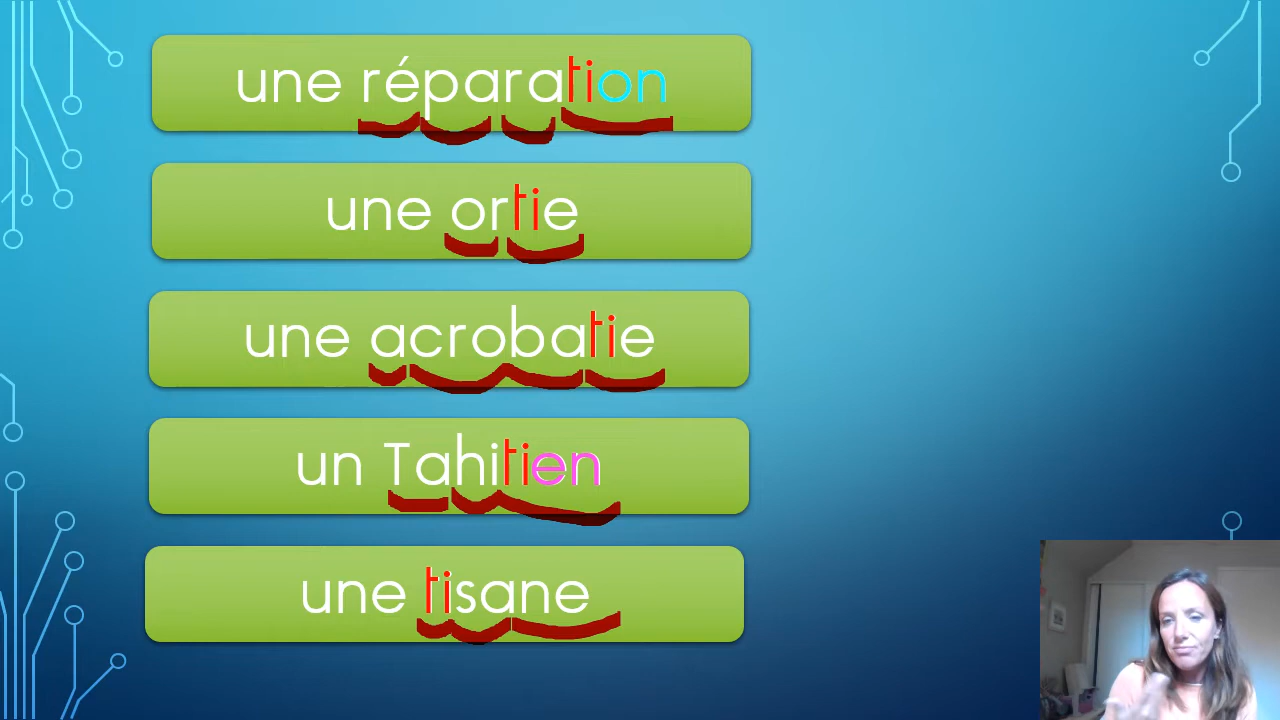 une réparation
une ortie
une acrobatie
un Tahitien
une tisane